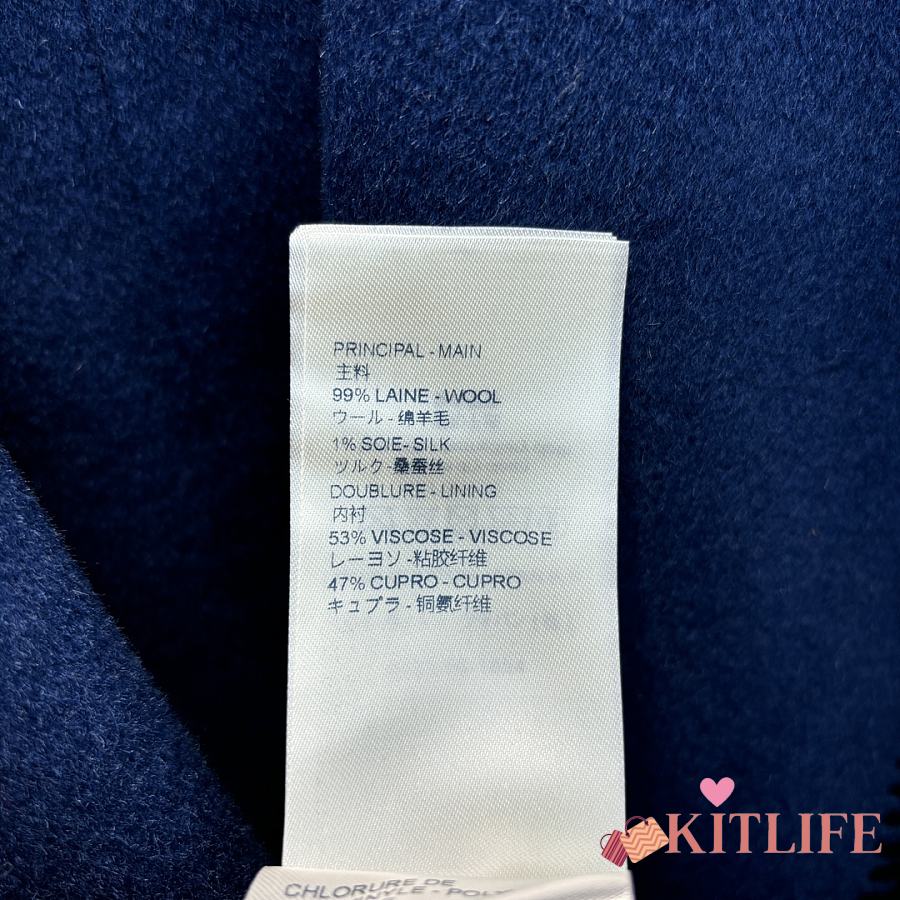 PRINCIPAL - MAIN
主料
99% LAINE - WOOL
ウール - 绵羊毛
1% SOIE- SILK
ツルク-桑蚕丝
DOUBLURE - LINING
内衬
53% VISCOSE - VISCOSE
レーヨソ -粘胶纤维
47% CUPRO - CUPRO
キュプラ - 铜氨纤维
KITLIFE
CHLORURE DE